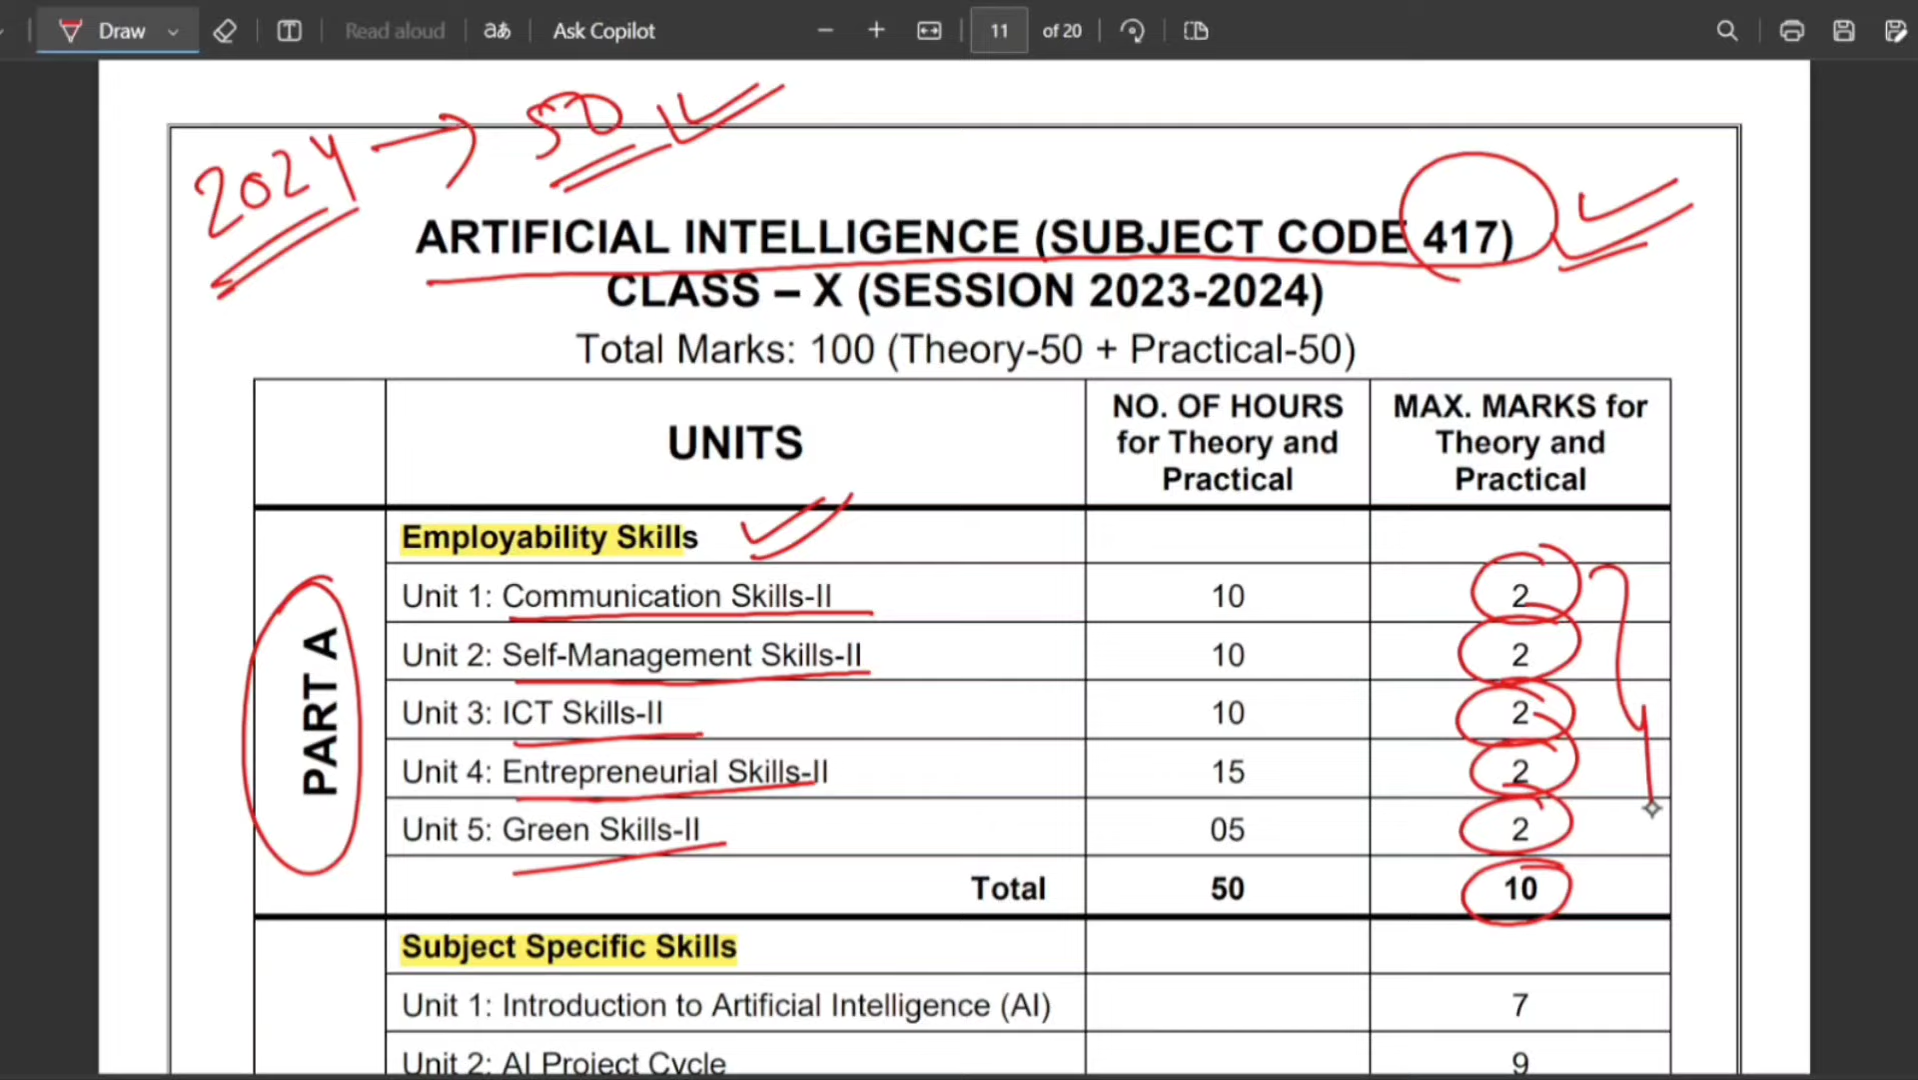 Draw
Read aloud
aあ
Ask Copilot
11 of 20
2024 → 50
ARTIFICIAL INTELLIGENCE (SUBJECT CODE 417)
CLASS – X (SESSION 2023-2024)
Total Marks: 100 (Theory-50 + Practical-50)
UNITS
NO. OF HOURS for Theory and Practical
MAX. MARKS for Theory and Practical
PART A
Employability Skills
Unit 1: Communication Skills-II 10 2
Unit 2: Self-Management Skills-II 10 2
Unit 3: ICT Skills-II 10 2
Unit 4: Entrepreneurial Skills-II 15 2
Unit 5: Green Skills-II 05 2
Total 50 10
Subject Specific Skills
Unit 1: Introduction to Artificial Intelligence (AI) 7
Unit 2: AI Project Cycle 9